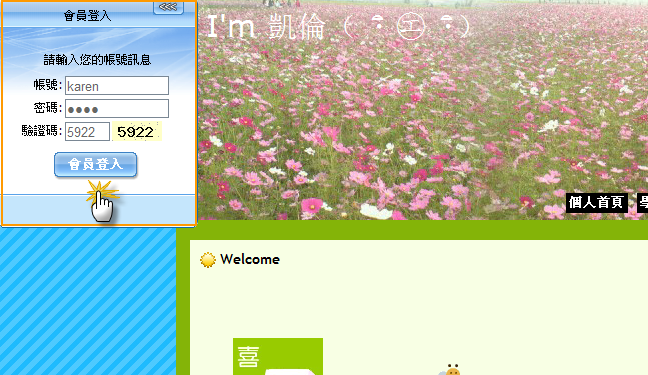 會員登入
<<<
請輸入您的帳號訊息
帳號: karen
密碼: ●●●●
驗證碼: 5922 5922
會員登入
I'm 凱倫
個人首頁
Welcome
喜